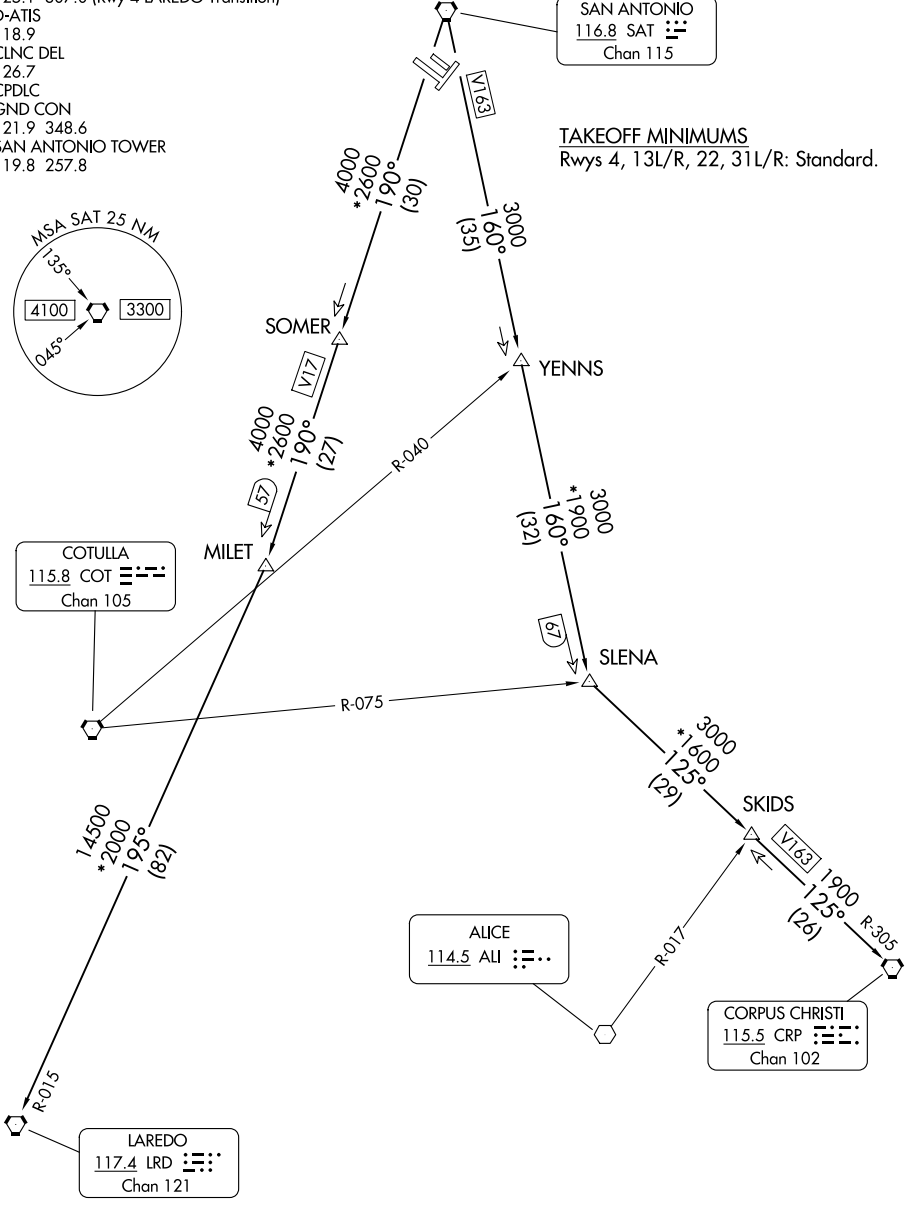 (Rwy 4 LAREDO Transition)
D-ATIS
118.9
CLNC DEL
126.7
CPDLC
GND CON
121.9 348.6
SAN ANTONIO TOWER
119.8 257.8
SAN ANTONIO
116.8 SAT
Chan 115
TAKEOFF MINIMUMS
Rwys 4, 13L/R, 22, 31L/R: Standard.
V163
4000
*2600
190°
(30)
3000
160°
(35)
MSA SAT 25 NM
135°
4100
3300
045°
SOMER
V17
YENNS
4000
*2600
190°
(27)
R-040
57
MILET
3000
*1900
160°
(32)
COTULLA
115.8 COT
Chan 105
67
SLENA
R-075
3000
*1600
125°
(29)
SKIDS
V163
1900
125°
(26)
R-305
14500
*2000
195°
(82)
ALICE
114.5 ALI
R-017
CORPUS CHRISTI
115.5 CRP
Chan 102
R-015
LAREDO
117.4 LRD
Chan 121